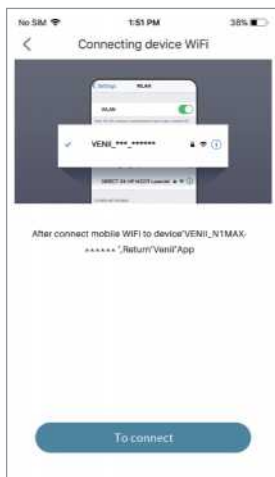 No SIM 1:51 PM 38%
Connecting device WiFi
Settings WLAN
WLAN
VENII_***_******
After connect mobile WIFI to device"VENII_N1MAX-
******",Return"Venii"App
To connect